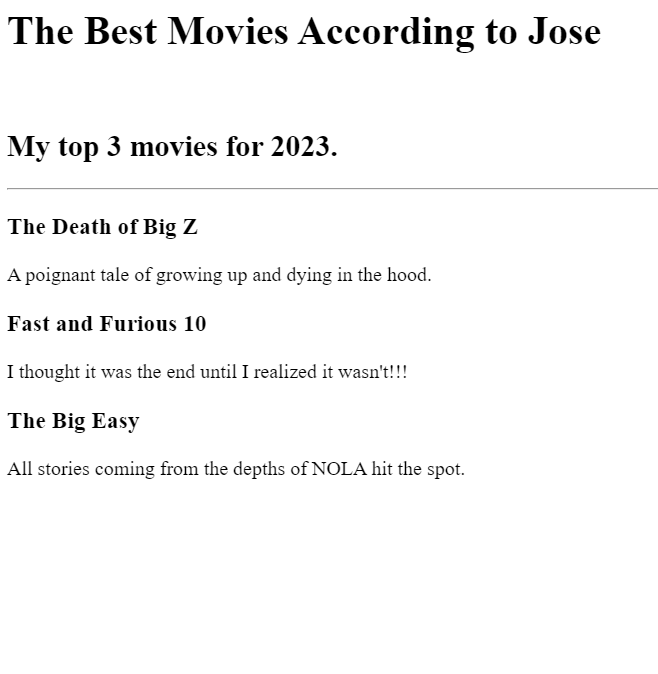 The Best Movies According to Jose
My top 3 movies for 2023.
The Death of Big Z
A poignant tale of growing up and dying in the hood.
Fast and Furious 10
I thought it was the end until I realized it wasn't!!!
The Big Easy
All stories coming from the depths of NOLA hit the spot.